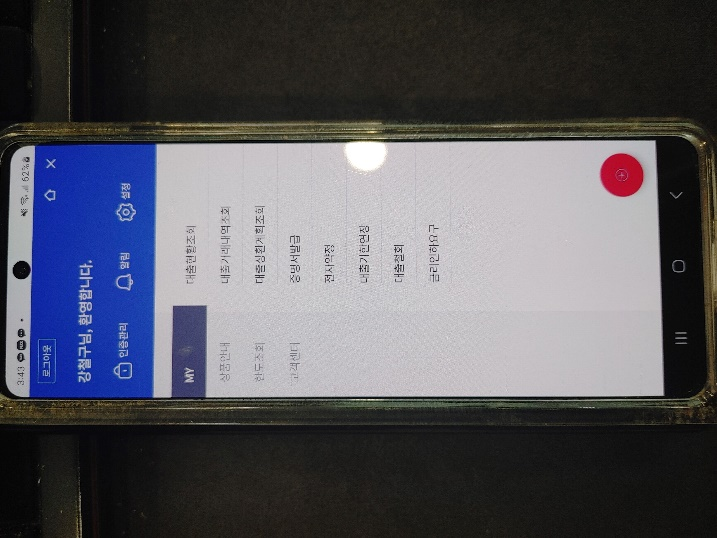 3:43 62%
로그아웃
강철구님, 환영합니다.
인증관리 알림 설정
MY
상품안내
한도조회
고객센터
대출현황조회
대출거래내역조회
대출상환계획조회
증명서발급
전자약정
대출기한연장
대출철회
금리인하요구